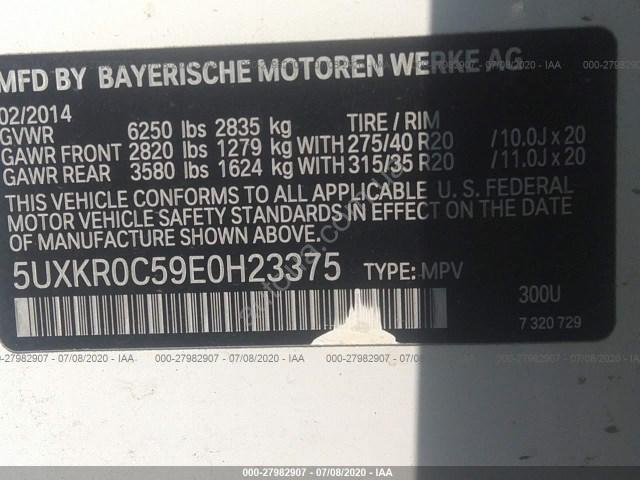 000-27982907 - 07/08/2020 - IAA
MFD BY BAYERISCHE MOTOREN WERKE AG
02/2014
GVWR 6250 lbs 2835 kg TIRE / RIM
GAWR FRONT 2820 lbs 1279 kg WITH 275/40 R20 / 10.0J x 20
GAWR REAR 3580 lbs 1624 kg WITH 315/35 R20 / 11.0J x 20
THIS VEHICLE CONFORMS TO ALL APPLICABLE U. S. FEDERAL
MOTOR VEHICLE SAFETY STANDARDS IN EFFECT ON THE DATE
OF MANUFACTURE SHOWN ABOVE.
5UXKR0C59E0H23375 TYPE: MPV
300U
7 320 729
000-27982907 - 07/08/2020 - IAA
000-27982907 - 07/08/2020 - IAA
000-27982907 - 07/08/2020 - IAA
000-27982907 - 07/08/2020 - IAA